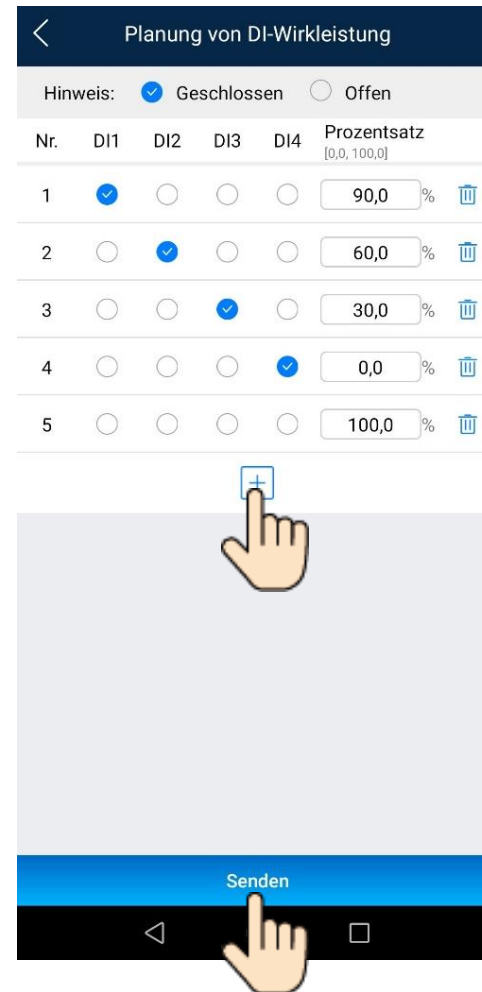 Planung von DI-Wirkleistung
Hinweis: Geschlossen Offen
Nr. DI1 DI2 DI3 DI4 Prozentsatz
[0,0, 100,0]
1 90,0 %
2 60,0 %
3 30,0 %
4 0,0 %
5 100,0 %
Senden